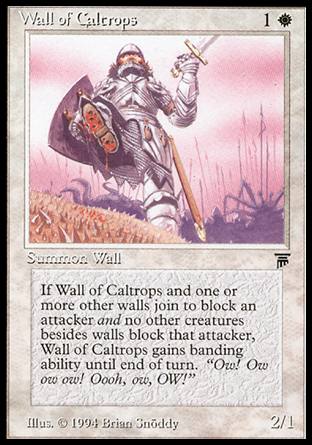 Wall of Caltrops 1
Summon Wall
If Wall of Caltrops and one or
more other walls join to block an
attacker and no other creatures
besides walls block that attacker,
Wall of Caltrops gains banding
ability until end of turn. “Ow! Ow
ow ow! Oooh, ow, OW!”
Illus. © 1994 Brian Snõddy
2/1